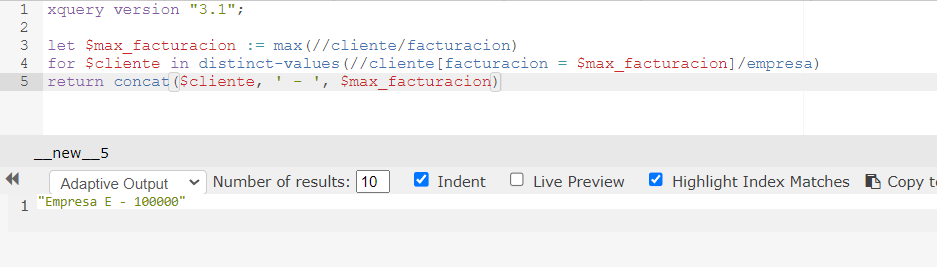 1 xquery version "3.1";
2
3 let $max_facturacion := max(//cliente/facturacion)
4 for $cliente in distinct-values(//cliente[facturacion = $max_facturacion]/empresa)
5 return concat($cliente, ' - ', $max_facturacion)
__new__5
Adaptive Output Number of results: 10 Indent Live Preview Highlight Index Matches Copy t
1 "Empresa E - 100000"